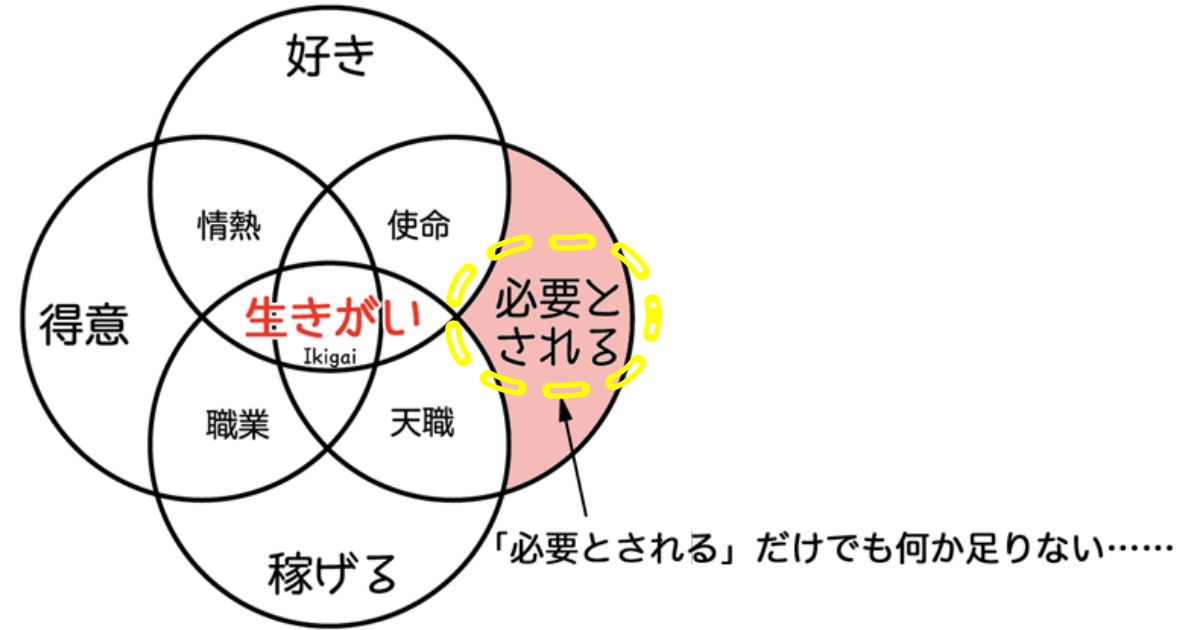 好き
情熱
使命
得意
生きがい
Ikigai
必要と
される
職業
天職
「必要とされる」だけでも何か足りない……
稼げる